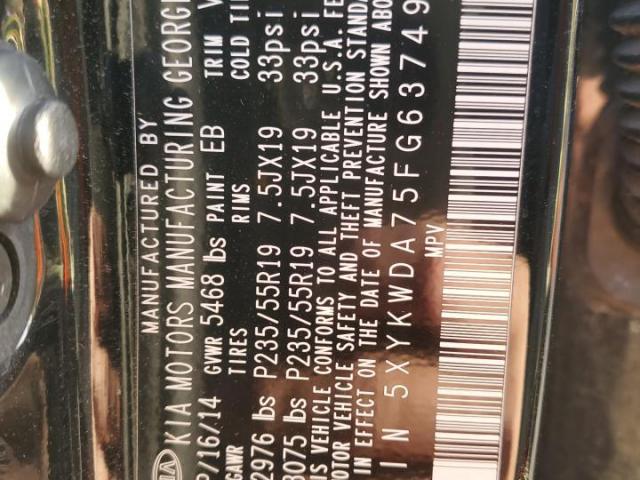 MANUFACTURED BY
KIA KIA MOTORS MANUFACTURING GEORGI
P/16/14 GVWR 5468 lbs PAINT EB TRIM V
GAWR TIRES RIMS COLD TI
2976 lbs P235/55R19 7.5JX19 33psi
3075 lbs P235/55R19 7.5JX19 33psi
IS VEHICLE CONFORMS TO ALL APPLICABLE U.S.A. FE
OTOR VEHICLE SAFETY AND THEFT PREVENTION STANDA
IN EFFECT ON THE DATE OF MANUFACTURE SHOWN ABO
IN 5XYKWDA75FG63749
MPV